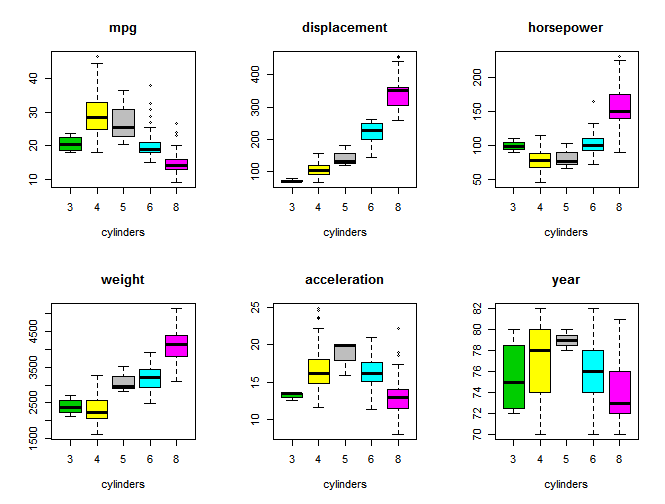 mpg
40
30
20
10
3 4 5 6 8
cylinders
displacement
400
300
200
100
3 4 5 6 8
cylinders
horsepower
200
150
100
50
3 4 5 6 8
cylinders
weight
4500
3500
2500
1500
3 4 5 6 8
cylinders
acceleration
25
20
15
10
3 4 5 6 8
cylinders
year
82
80
78
76
74
72
70
3 4 5 6 8
cylinders